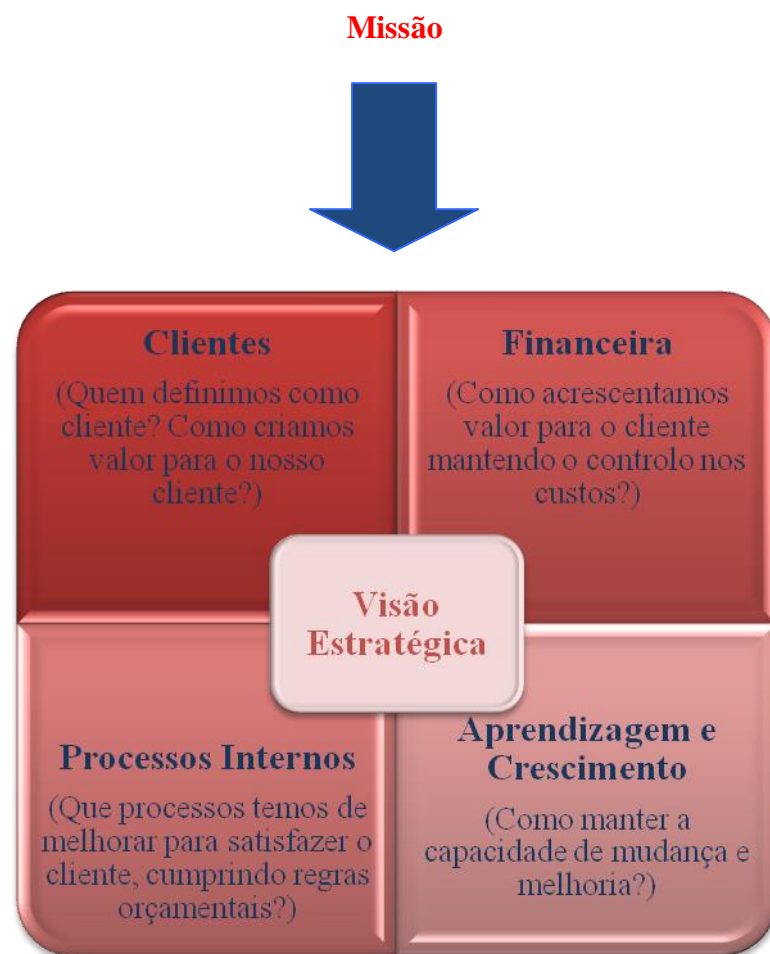 Missão
Clientes
(Quem definimos como
cliente? Como criamos
valor para o nosso
cliente?)
Financeira
(Como acrescentamos
valor para o cliente
mantendo o controlo nos
custos?)
Visão
Estratégica
Processos Internos
(Que processos temos de
melhorar para satisfazer o
cliente, cumprindo regras
orçamentais?)
Aprendizagem e
Crescimento
(Como manter a
capacidade de mudança e
melhoria?)